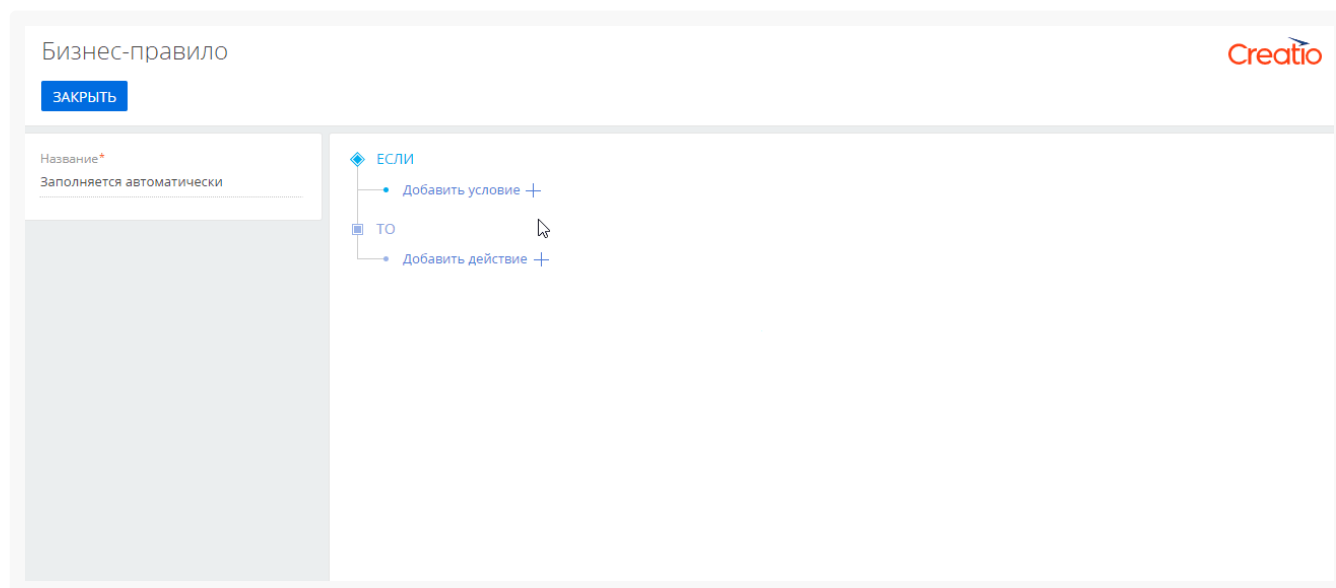 Бизнес-правило
Creatio
ЗАКРЫТЬ
Название*
Заполняется автоматически
ЕСЛИ
Добавить условие
ТО
Добавить действие